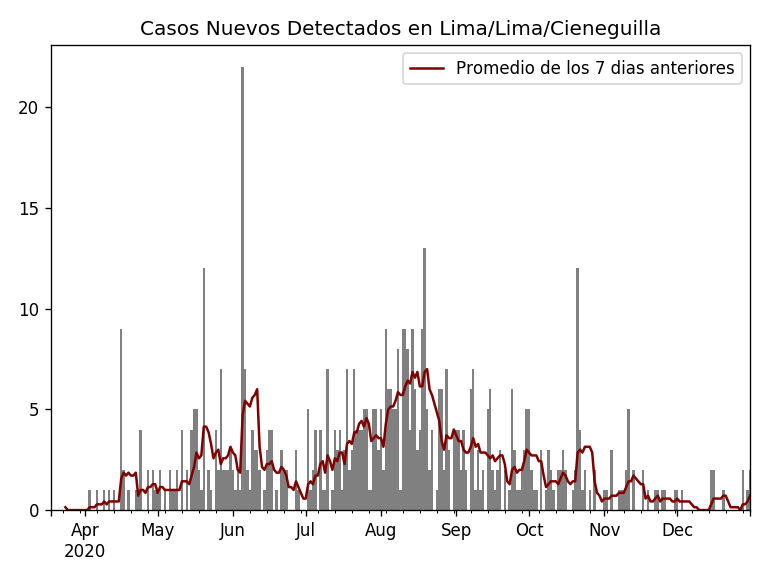 Casos Nuevos Detectados en Lima/Lima/Cieneguilla
Promedio de los 7 dias anteriores
20
15
10
5
0
Apr May Jun Jul Aug Sep Oct Nov Dec
2020